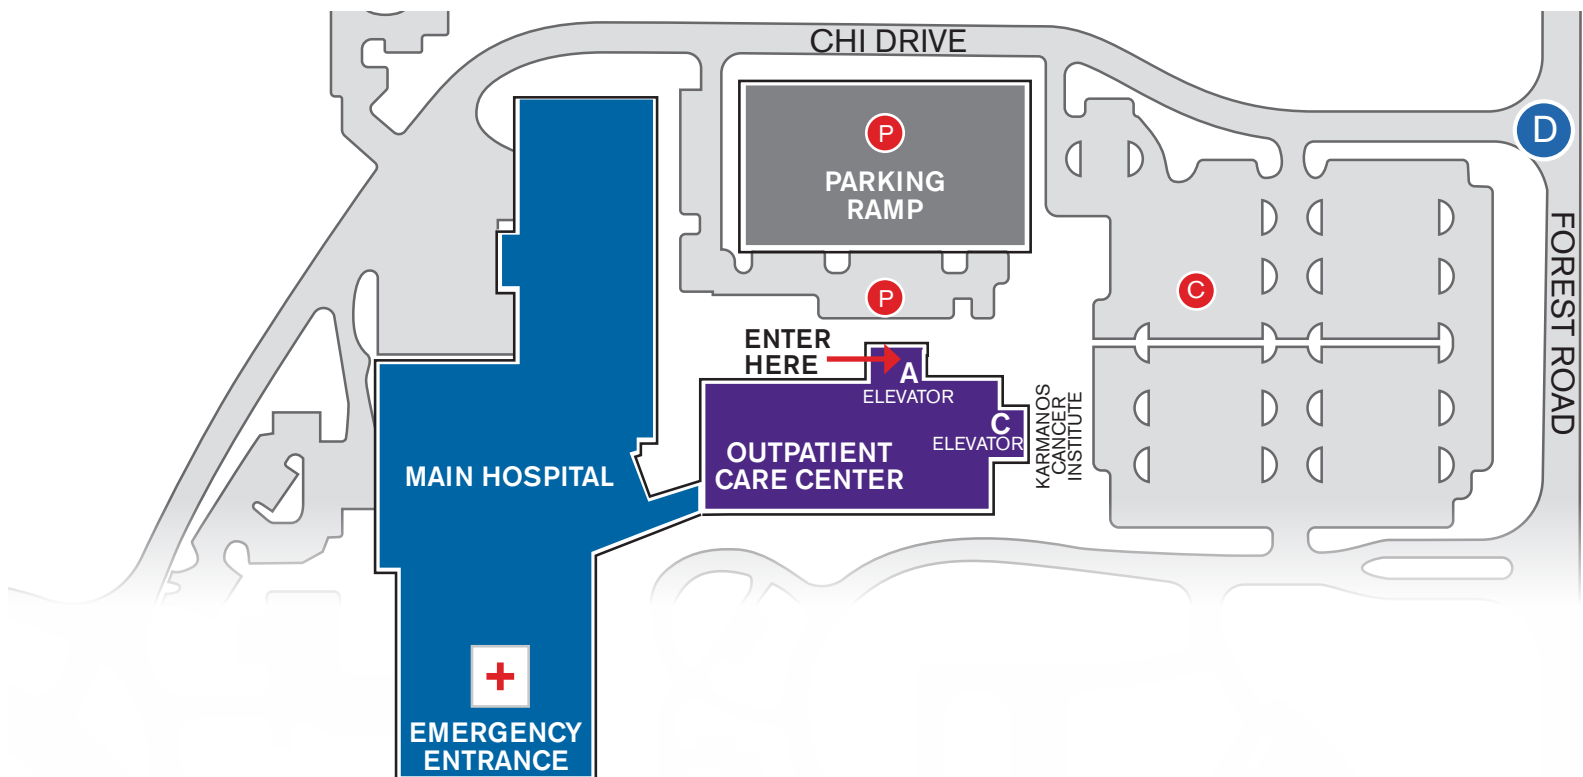 CHI DRIVE
P
PARKING
RAMP
D
FOREST ROAD
P
C
ENTER
HERE
A
ELEVATOR
C
ELEVATOR
KARMANOS
CANCER
INSTITUTE
OUTPATIENT
CARE CENTER
MAIN HOSPITAL
EMERGENCY
ENTRANCE